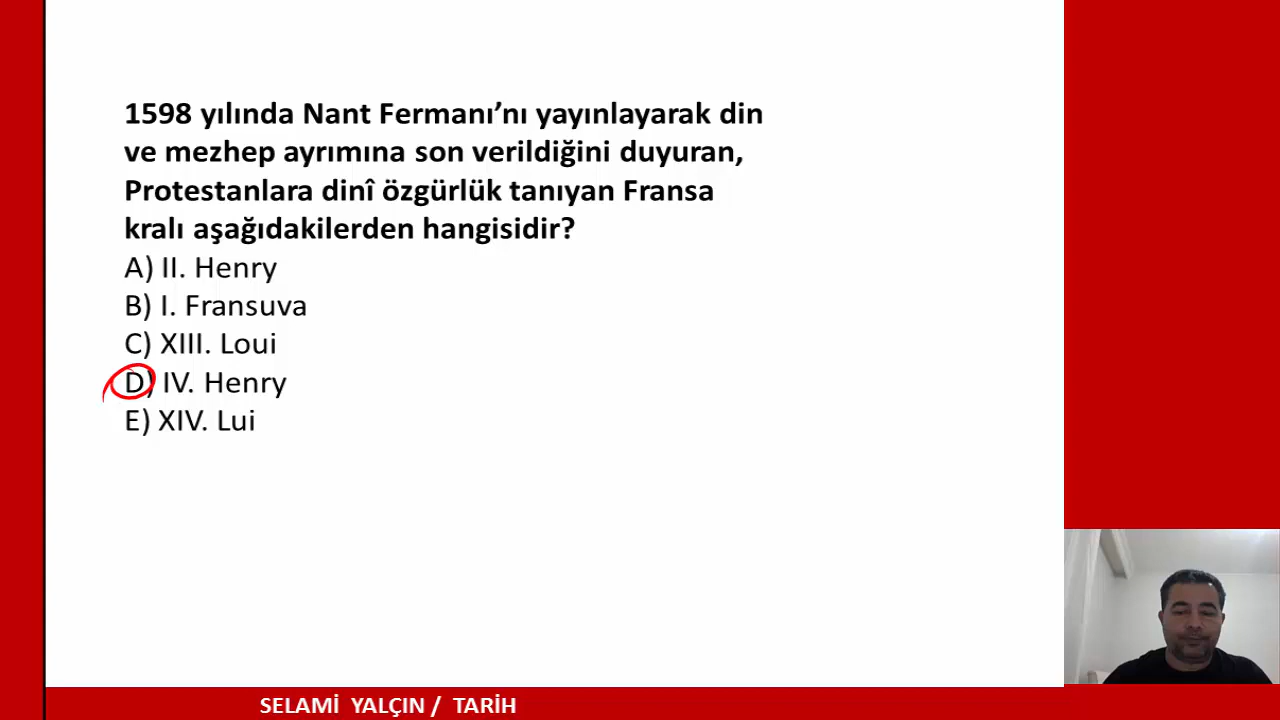 1598 yılında Nant Fermanı’nı yayınlayarak din
ve mezhep ayrımına son verildiğini duyuran,
Protestanlara dinî özgürlük tanıyan Fransa
kralı aşağıdakilerden hangisidir?
A) II. Henry
B) I. Fransuva
C) XIII. Loui
D) IV. Henry
E) XIV. Lui
SELAMİ YALÇIN / TARİH